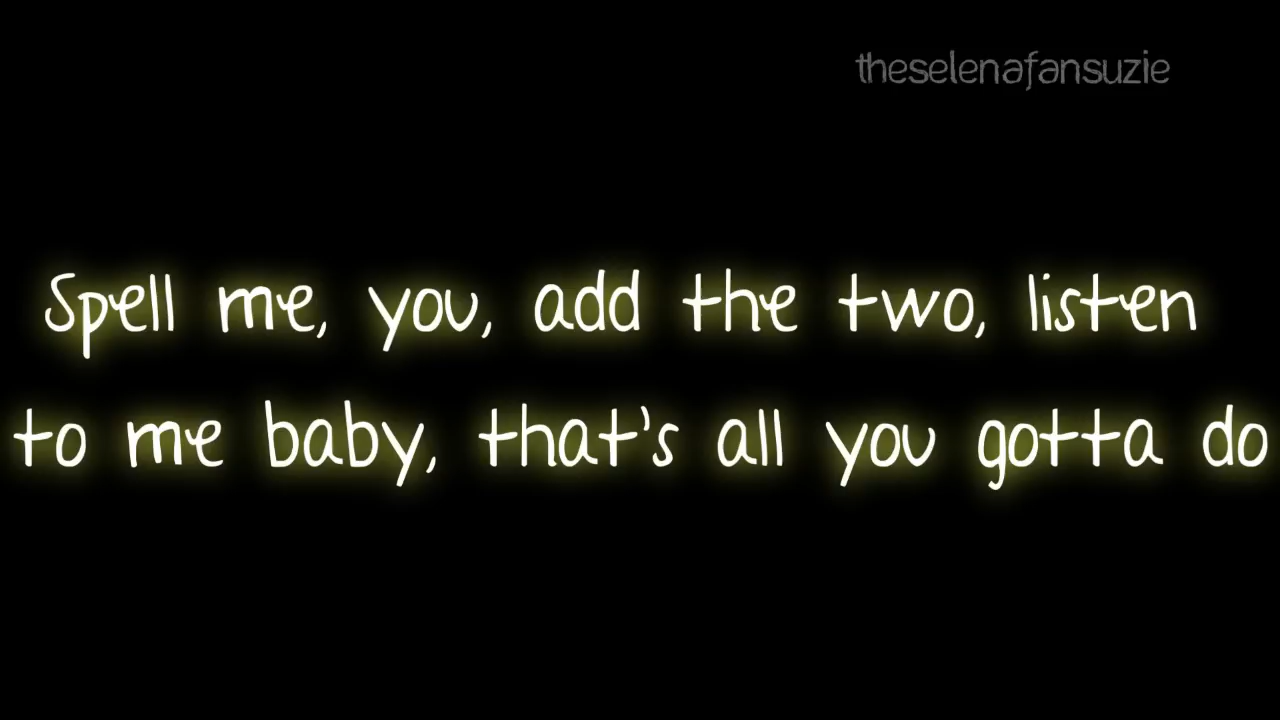 theselenafansuzie
Spell me, you, add the two, listen
to me baby, that's all you gotta do